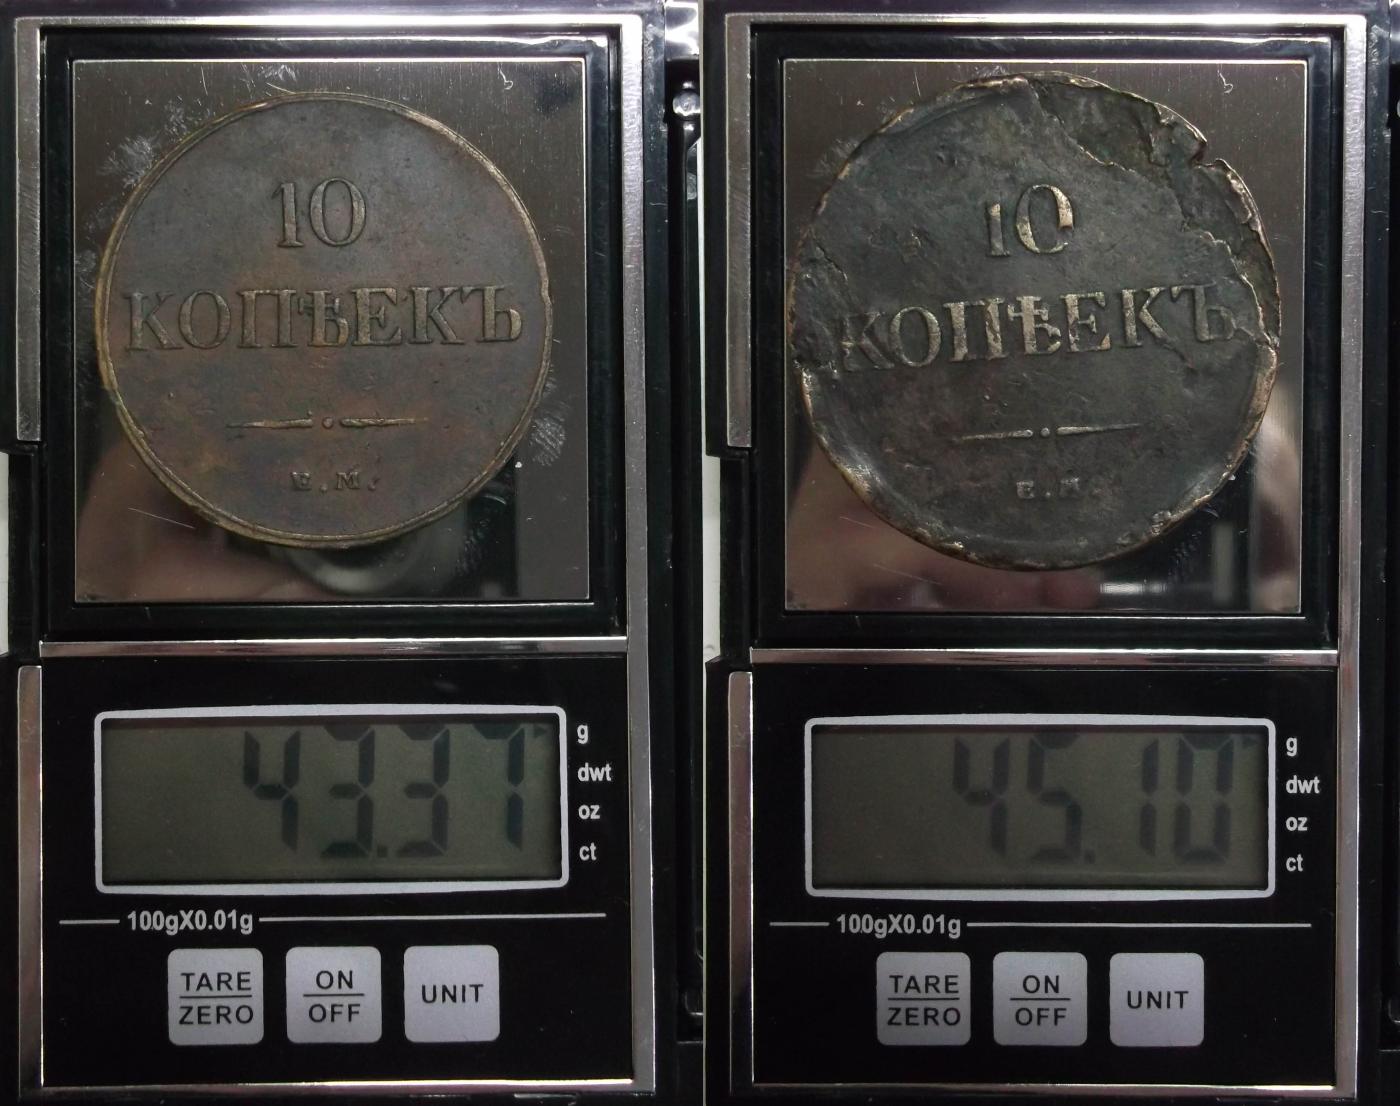 10
КОПѢЕКЪ
Е.М.
43.37
g
dwt
oz
ct
100gX0.01g
TARE
ZERO
ON
OFF
UNIT
10
КОПѢЕКЪ
Е.
45.10
g
dwt
oz
ct
100gX0.01g
TARE
ZERO
ON
OFF
UNIT